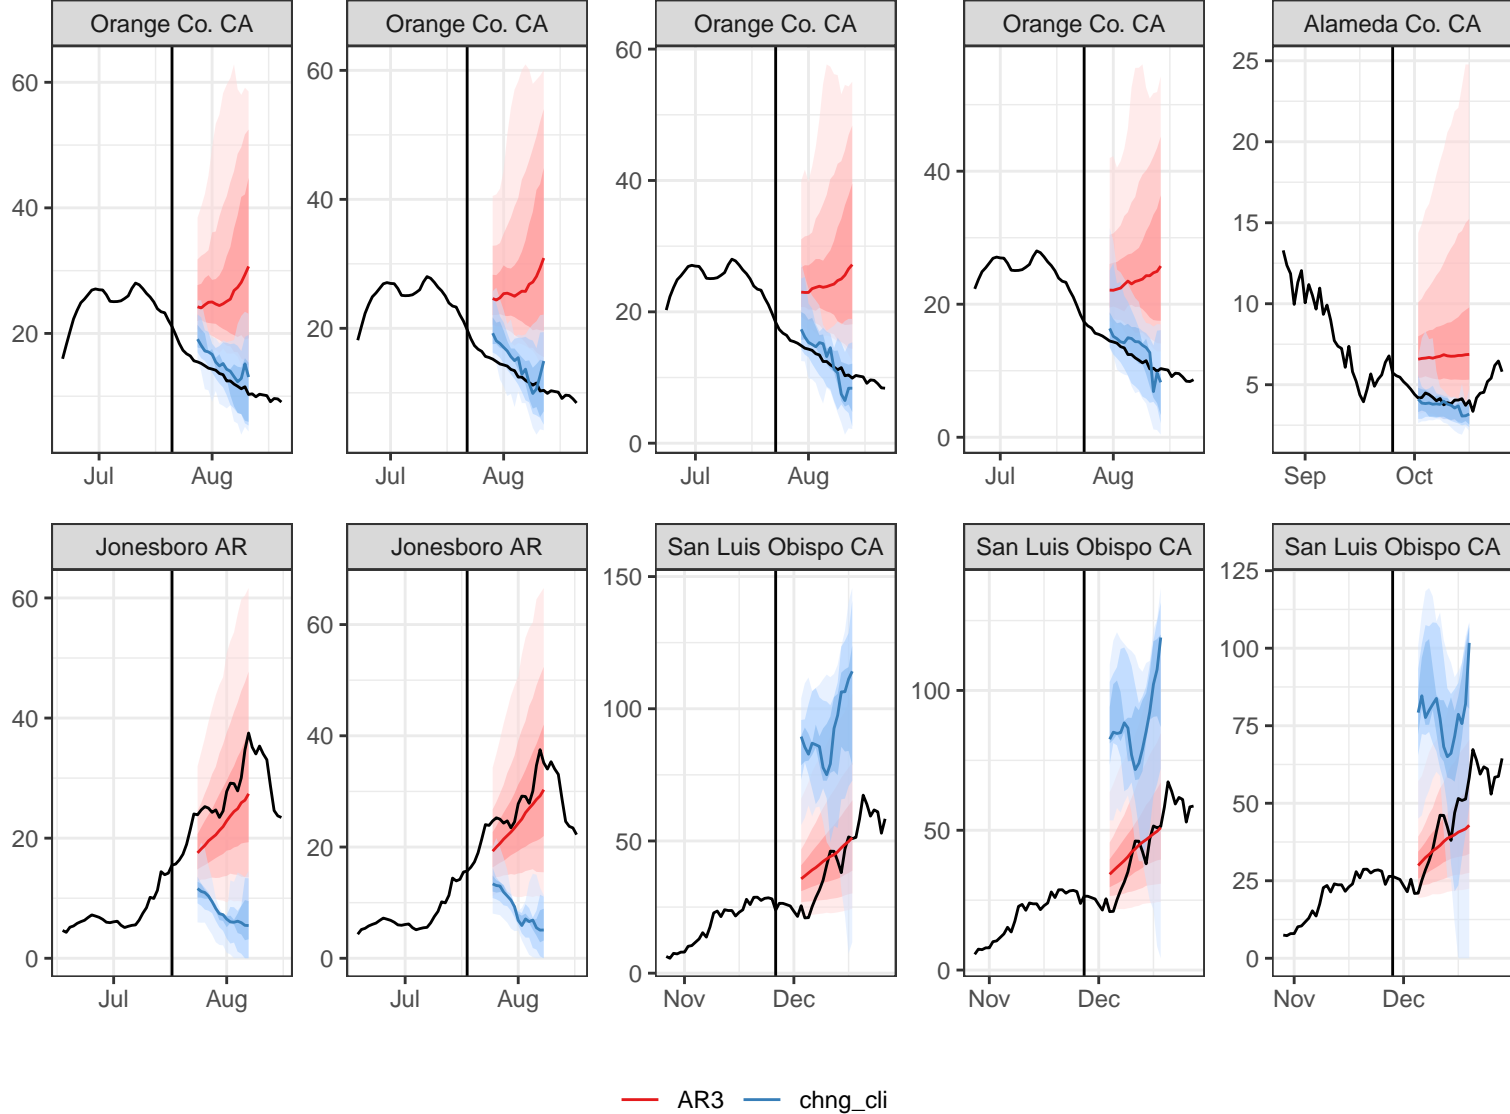 Orange Co. CA
Orange Co. CA
Orange Co. CA
Orange Co. CA
Alameda Co. CA
60
40
20
Jul
Aug
60
40
20
Jul
Aug
60
40
20
0
Jul
Aug
40
20
0
Jul
Aug
25
20
15
10
5
Sep
Oct
Jonesboro AR
Jonesboro AR
San Luis Obispo CA
San Luis Obispo CA
San Luis Obispo CA
60
40
20
0
Jul
Aug
60
40
20
0
Jul
Aug
150
100
50
0
Nov
Dec
100
50
0
Nov
Dec
125
100
75
50
25
0
Nov
Dec
AR3
chng_cli